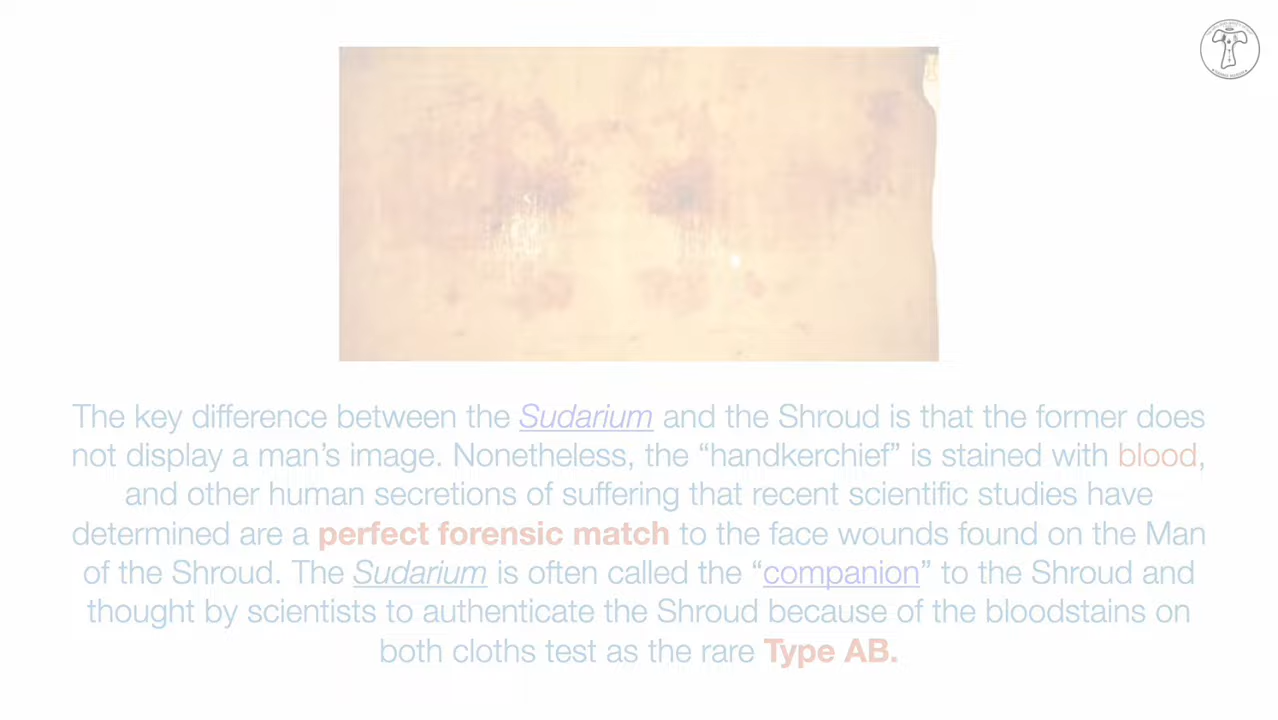 The key difference between the Sudarium and the Shroud is that the former does
not display a man’s image. Nonetheless, the “handkerchief” is stained with blood,
and other human secretions of suffering that recent scientific studies have
determined are a perfect forensic match to the face wounds found on the Man
of the Shroud. The Sudarium is often called the “companion” to the Shroud and
thought by scientists to authenticate the Shroud because of the bloodstains on
both cloths test as the rare Type AB.